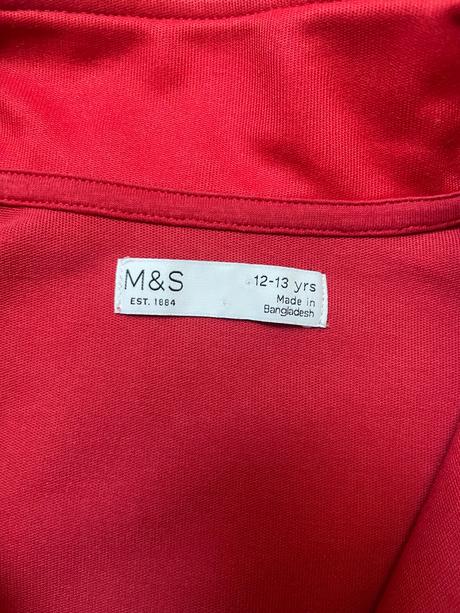 M&S
EST. 1884
12-13 yrs
Made in
Bangladesh